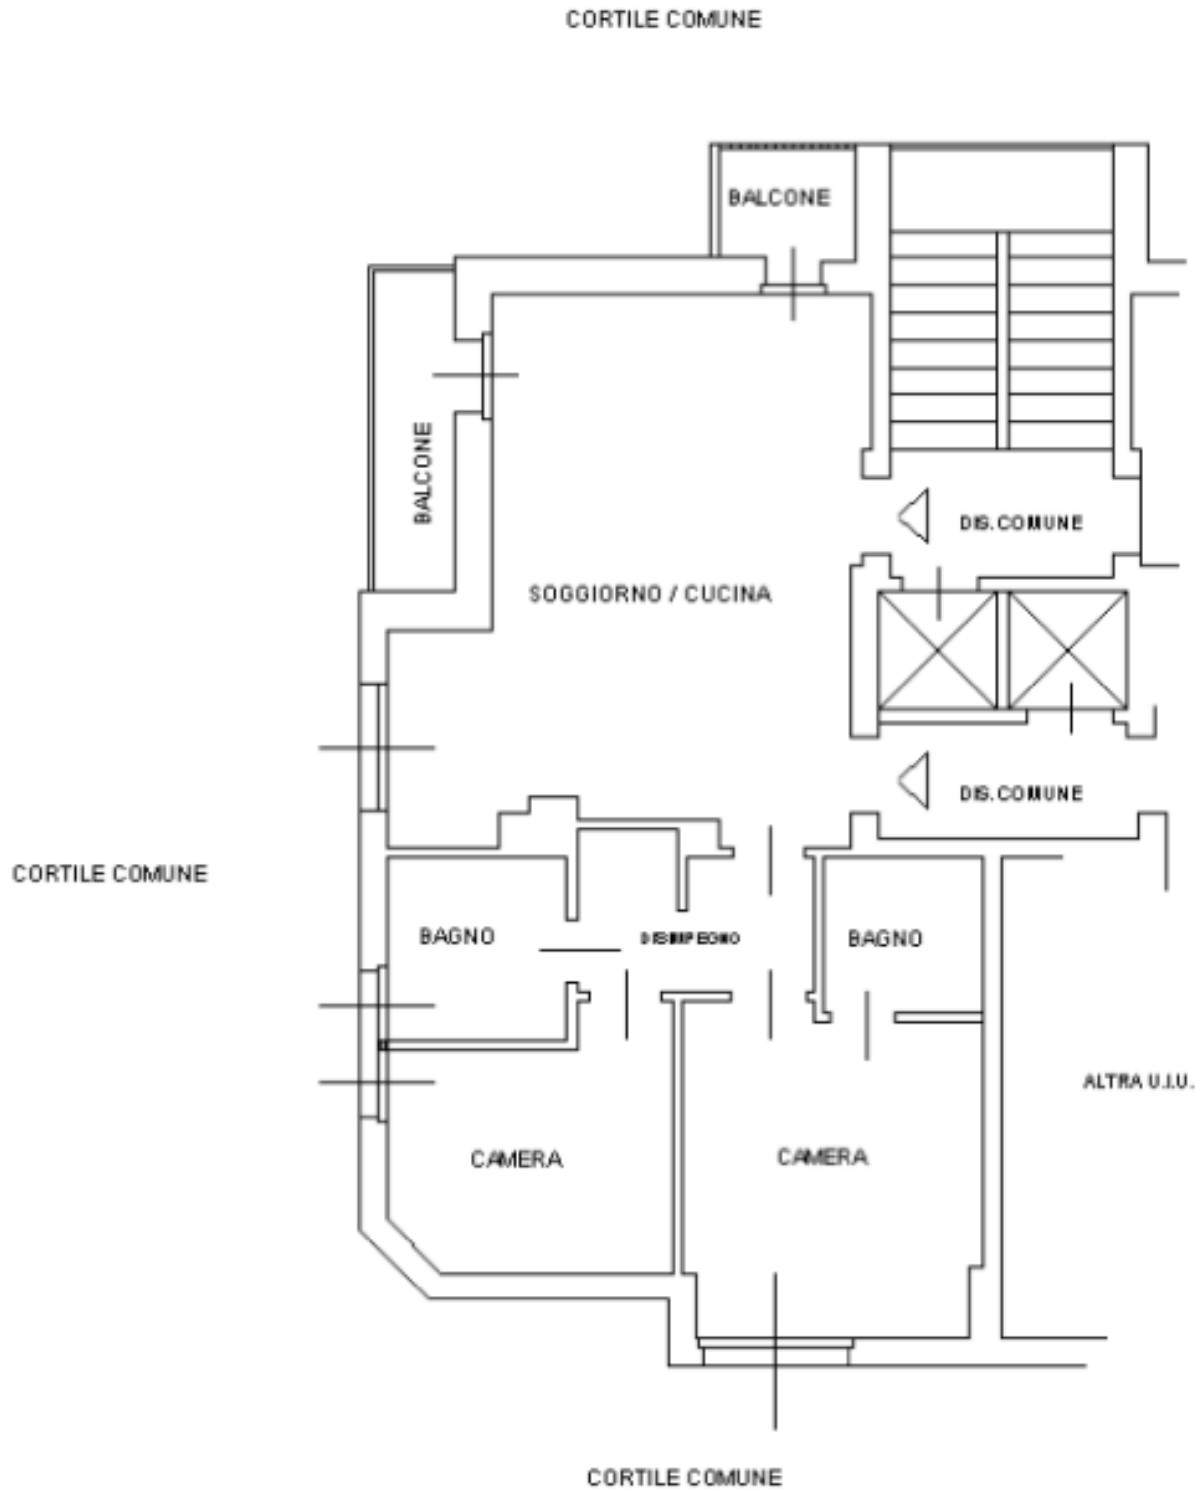 CORTILE COMUNE
BALCONE
BALCONE
DIS.COMUNE
SOGGIORNO / CUCINA
DIS.COMUNE
CORTILE COMUNE
BAGNO
DISIMPEGNO
BAGNO
ALTRA U.I.U.
CAMERA
CAMERA
CORTILE COMUNE